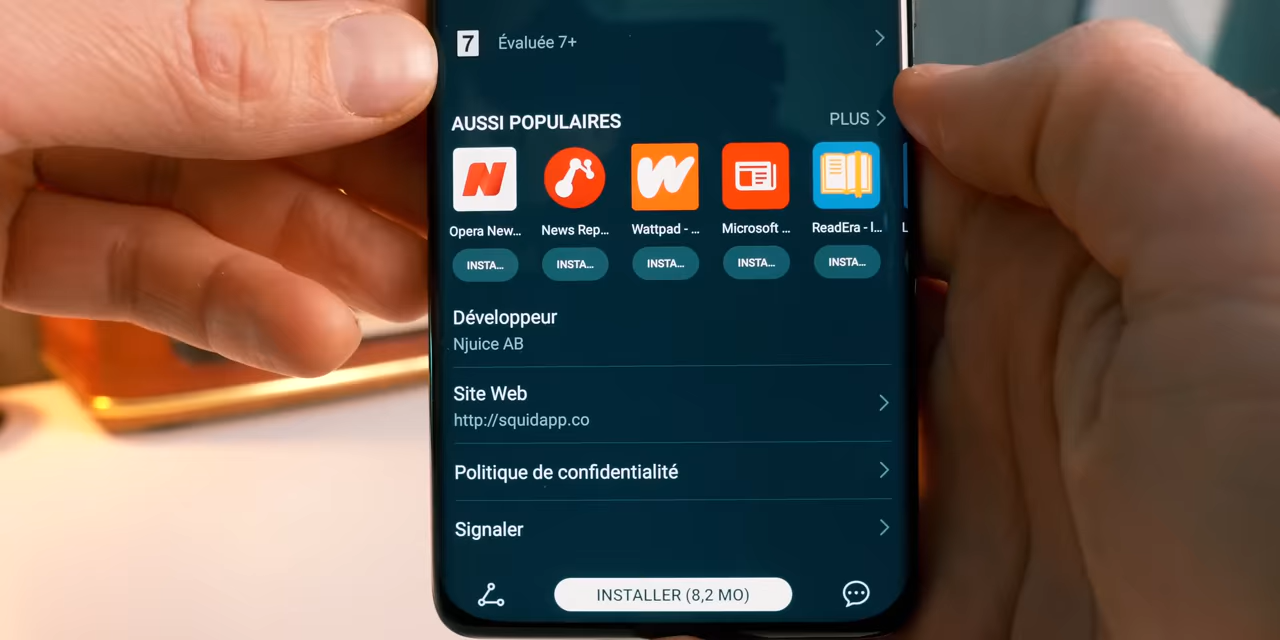 7 Évaluée 7+
AUSSI POPULAIRES PLUS
Opera New... News Rep... Wattpad - ... Microsoft ... ReadEra - l... L
INSTA... INSTA... INSTA... INSTA... INSTA...
Développeur
Njuice AB
Site Web
http://squidapp.co
Politique de confidentialité
Signaler
INSTALLER (8,2 MO)